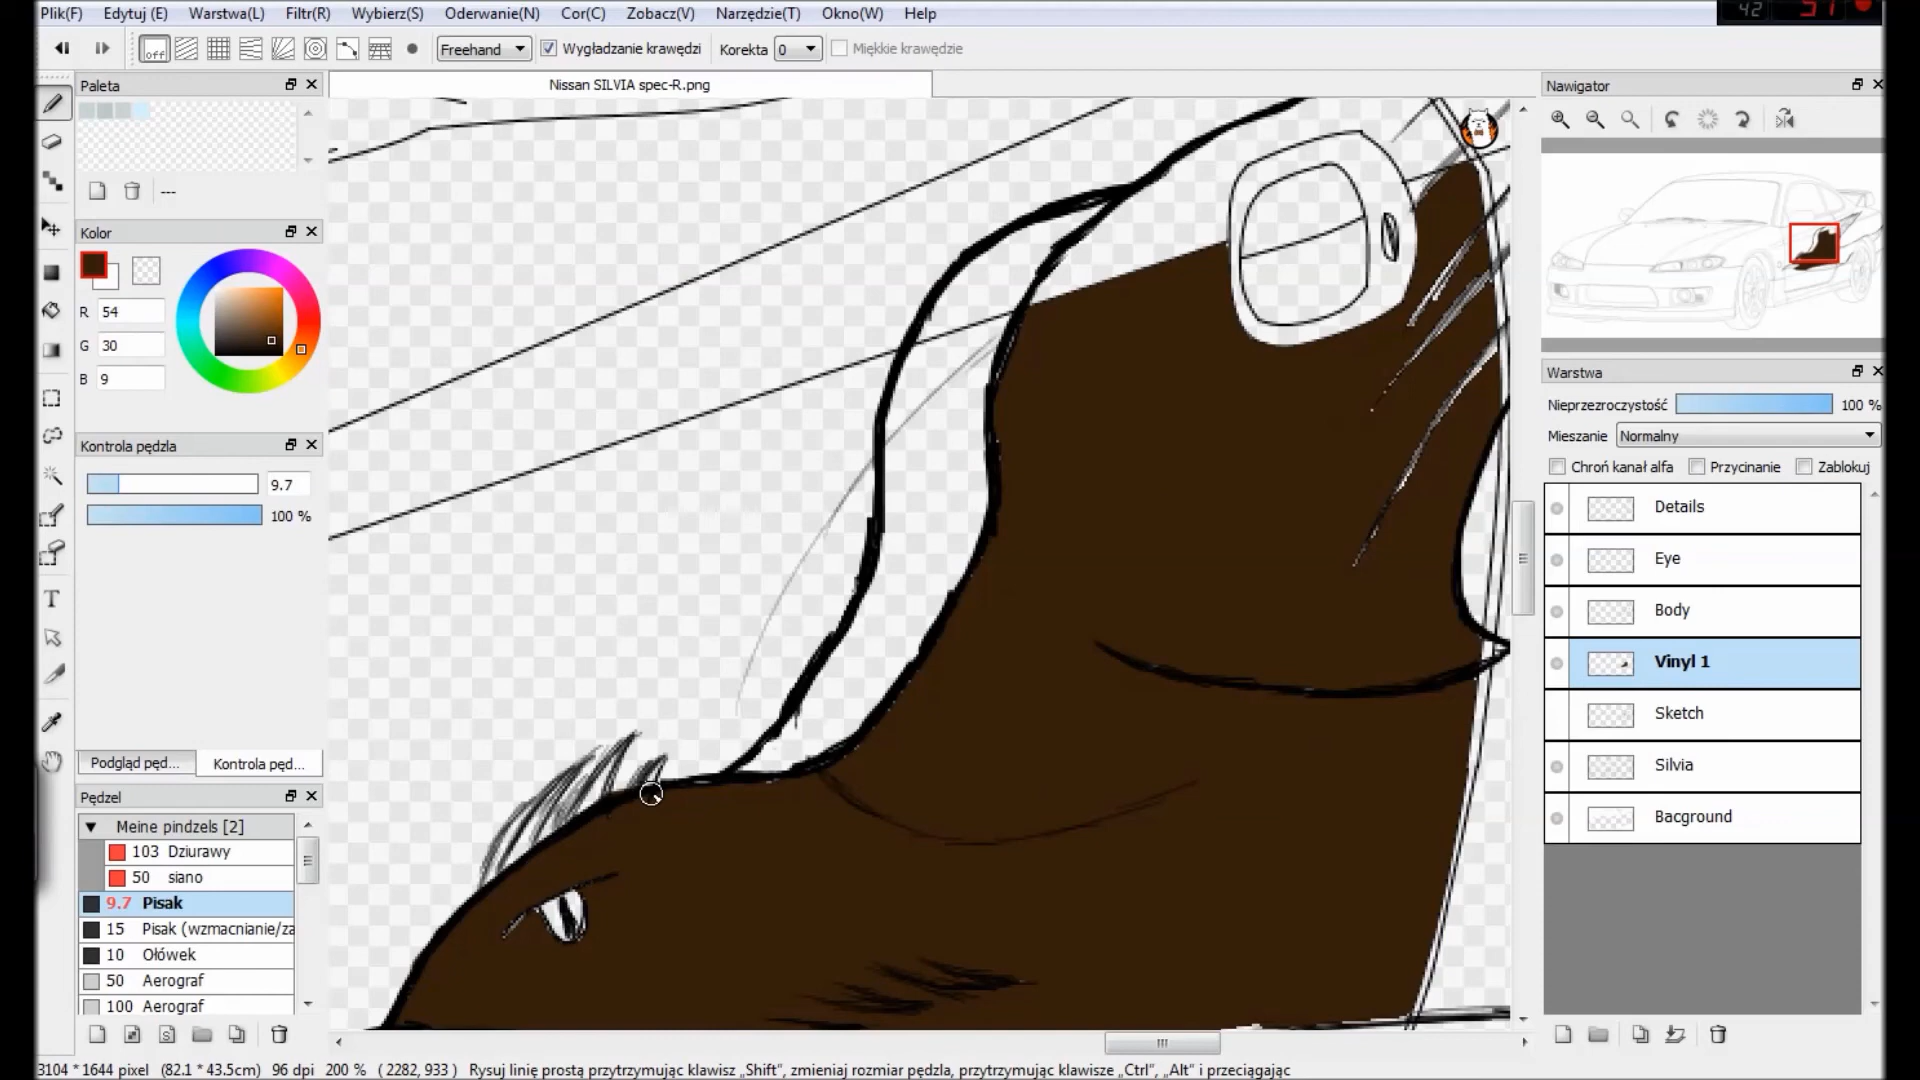 Plik(F) Edytuj (E) Warstwa(L) Filtr(R) Wybierz(S) Oderwanie(N) Cor(C) Zobacz(V) Narzędzie(T) Okno(W) Help
42 51
off Freehand Wygładzanie krawędzi Korekta 0 Miękkie krawędzie
Paleta
Nissan SILVIA spec-R.png
Nawigator
---
Kolor
R 54
G 30
B 9
Warstwa
Nieprzezroczystość 100 %
Mieszanie Normalny
Chroń kanał alfa Przycinanie Zablokuj
Kontrola pędzla
9.7
100 %
Details
Eye
Body
Vinyl 1
Sketch
Silvia
Bacground
Podgląd pęd... Kontrola pęd...
Pędzel
Meine pindzels [2]
103 Dziurawy
50 siano
9.7 Pisak
15 Pisak (wzmacnianie/za
10 Ołówek
50 Aerograf
100 Aerograf
T
S
3104 * 1644 pixel (82.1 * 43.5cm) 96 dpi 200 % ( 2282, 933 ) Rysuj linię prostą przytrzymując klawisz „Shift", zmieniaj rozmiar pędzla, przytrzymując klawisze „Ctrl", „Alt" i przeciągając